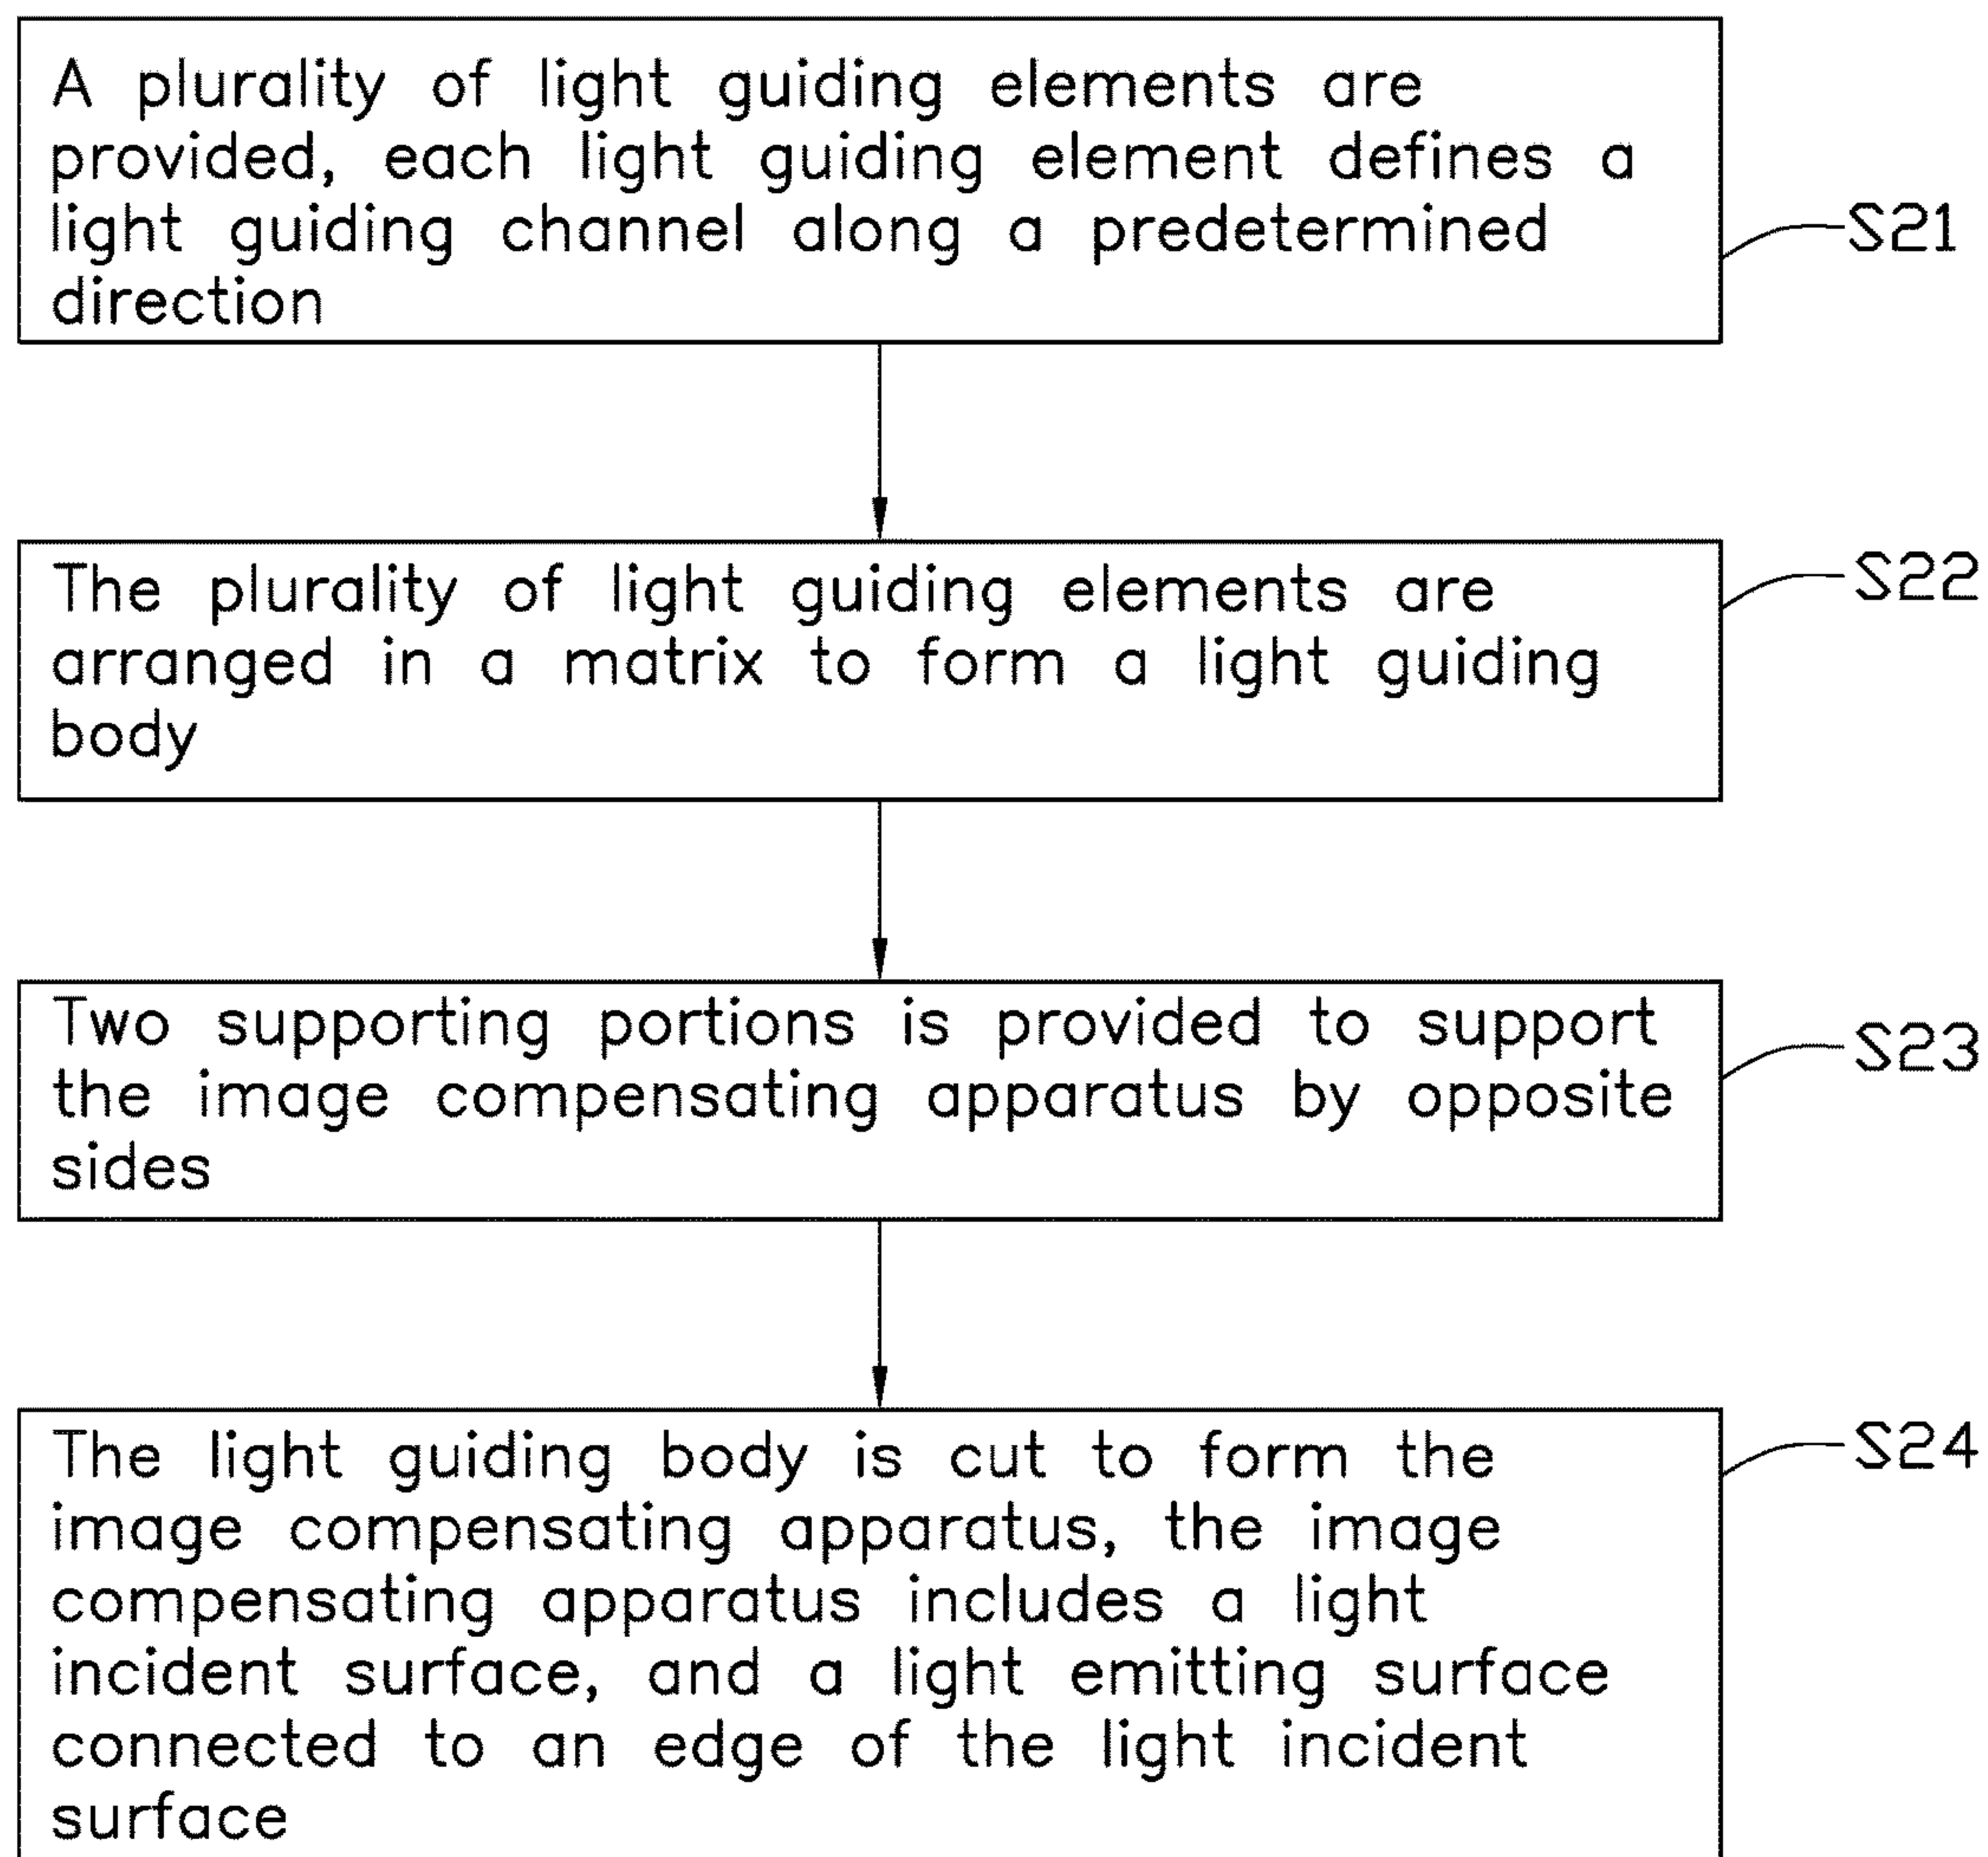 A plurality of light guiding elements are
provided, each light guiding element defines a
light guiding channel along a predetermined
direction
S21
The plurality of light guiding elements are
arranged in a matrix to form a light guiding
body
S22
Two supporting portions is provided to support
the image compensating apparatus by opposite
sides
S23
The light guiding body is cut to form the
image compensating apparatus, the image
compensating apparatus includes a light
incident surface, and a light emitting surface
connected to an edge of the light incident
surface
S24